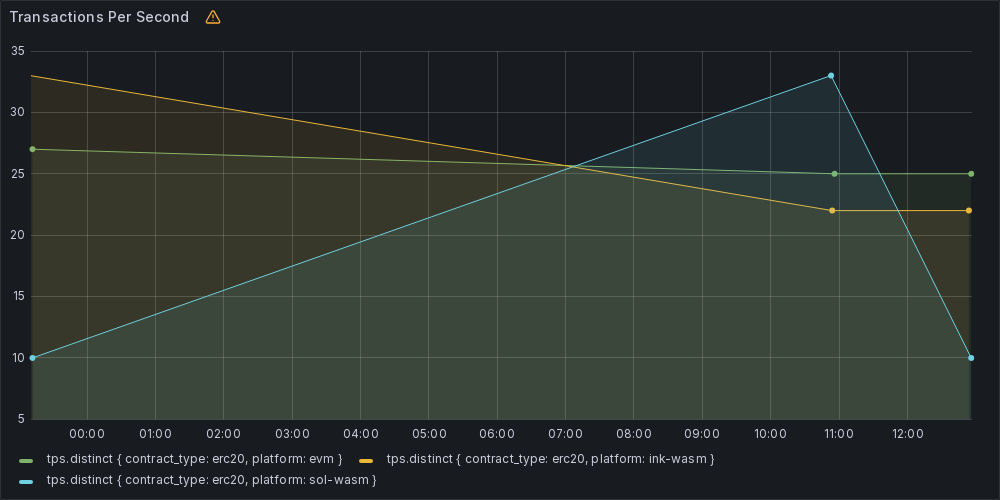 Transactions Per Second
35
30
25
20
15
10
5
00:00 01:00 02:00 03:00 04:00 05:00 06:00 07:00 08:00 09:00 10:00 11:00 12:00
tps.distinct { contract_type: erc20, platform: evm } tps.distinct { contract_type: erc20, platform: ink-wasm }
tps.distinct { contract_type: erc20, platform: sol-wasm }